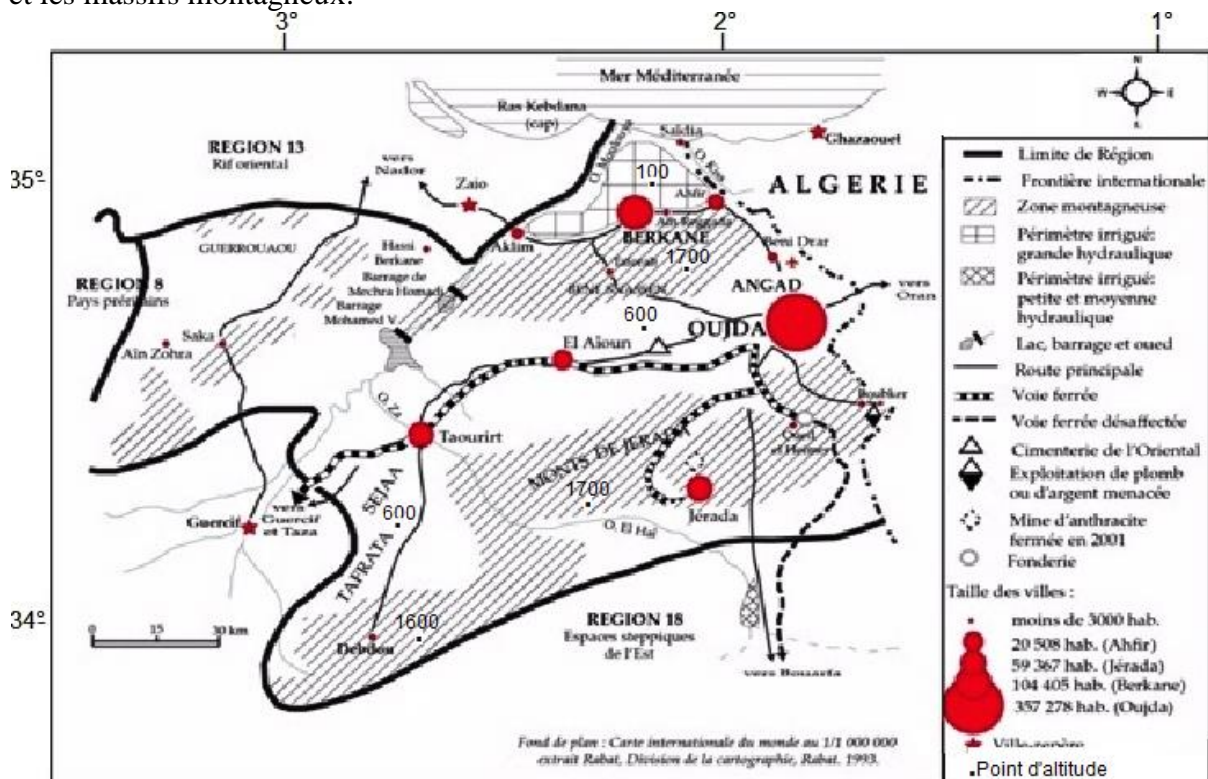 et les massifs montagneux.
3°
2°
1°
Mer Méditerranée
Ras Kebdana
(cap)
REGION 13
Rif oriental
vers
Nador
Zaio
Saïdia
Ghazaouet
35°
100
Ahfir
ALGERIE
GUERROUAOU
Hassi
Berkane
Aklim
BERKANE
1700
Beni Drar
REGION 8
Pays prérifains
Barrage de
Mechra Homadi
Barrage
Mohamed V.
ANGAD
vers
Oran
600
OUJDA
Saka
Aïn Zohra
El Aïoun
Boubker
O. Za
Taourirt
MONTS DE JERADA
Oued
el Heimer
SEJAA
1700
Jérada
Guercif
vers
Guercif
et Taza
600
O. El Haï
TAFRATA
34°
0 15 30 km
1600
Debdou
REGION 18
Espaces steppiques
de l'Est
vers Bouarfa
Fond de plan : Carte internationale du monde au 1/1 000 000
extrait Rabat, Division de la cartographie, Rabat. 1993.
N
W
E
Limite de Région
Frontière internationale
Zone montagneuse
Périmètre irrigué:
grande hydraulique
Périmètre irrigué:
petite et moyenne
hydraulique
Lac, barrage et oued
Route principale
Voie ferrée
Voie ferrée désaffectée
Cimenterie de l'Oriental
Exploitation de plomb
ou d'argent menacée
Mine d'anthracite
fermée en 2001
Fonderie
Taille des villes :
moins de 3000 hab.
20 508 hab. (Ahfir)
59 367 hab. (Jérada)
104 405 hab. (Berkane)
357 278 hab. (Oujda)
Ville-repère
Point d'altitude